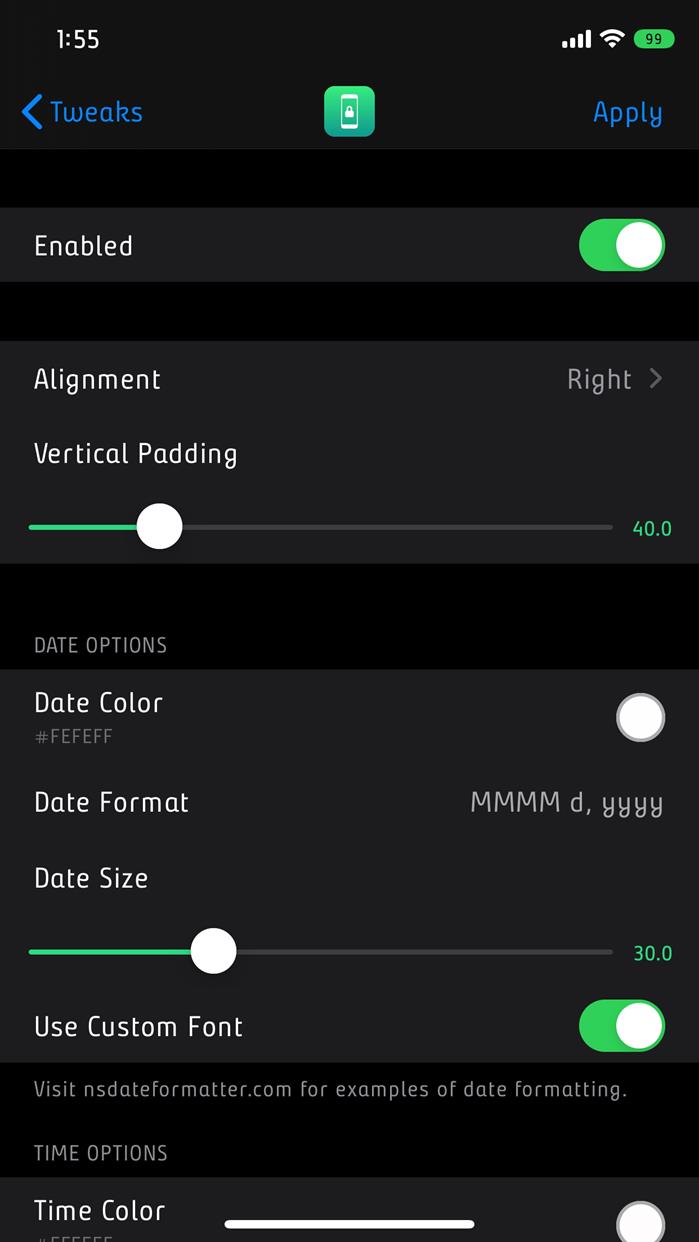 1:55
99
Tweaks
Apply
Enabled
Alignment Right
Vertical Padding
40.0
DATE OPTIONS
Date Color
#FEFEFF
Date Format MMMM d, yyyy
Date Size
30.0
Use Custom Font
Visit nsdateformatter.com for examples of date formatting.
TIME OPTIONS
Time Color